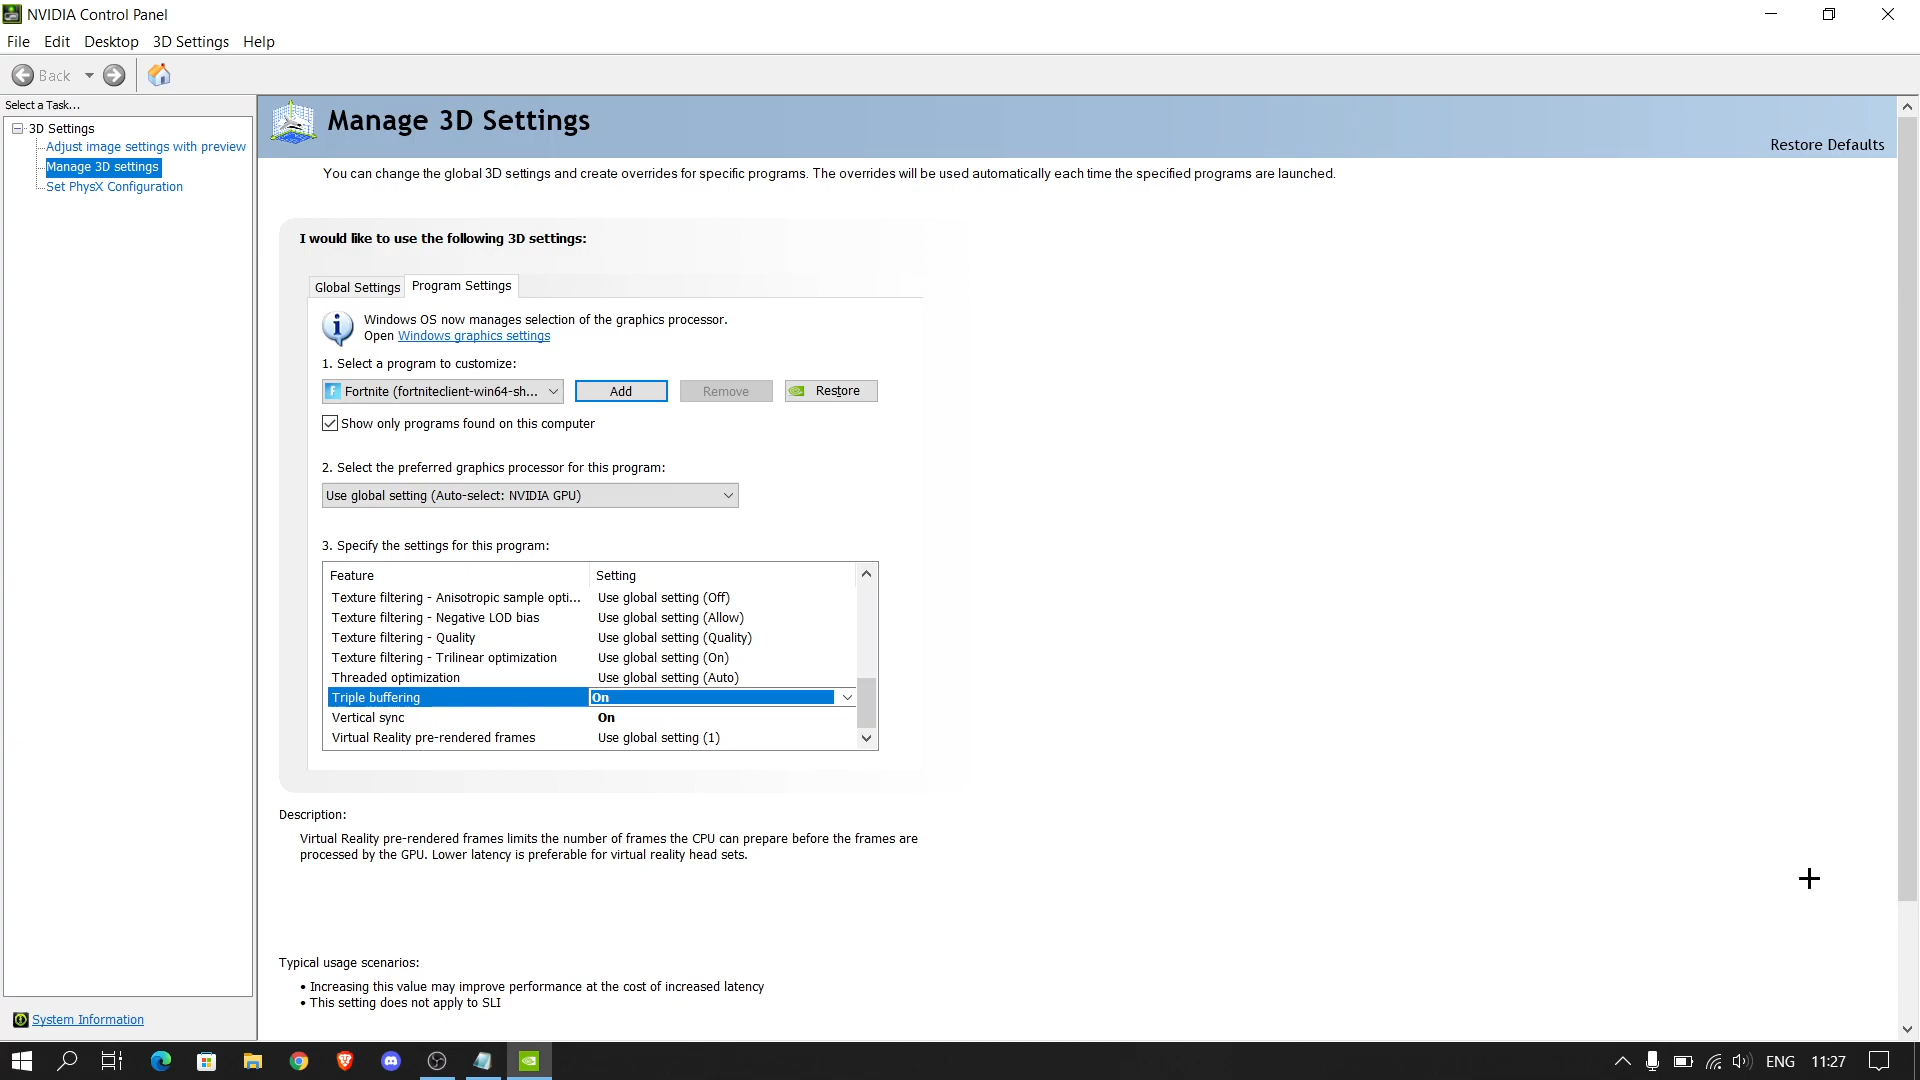 NVIDIA Control Panel
File Edit Desktop 3D Settings Help
Back
Select a Task...
3D Settings
Adjust image settings with preview
Manage 3D settings
Set PhysX Configuration
System Information
Manage 3D Settings
Restore Defaults
You can change the global 3D settings and create overrides for specific programs. The overrides will be used automatically each time the specified programs are launched.
I would like to use the following 3D settings:
Global Settings Program Settings
Windows OS now manages selection of the graphics processor.
Open Windows graphics settings
1. Select a program to customize:
Fortnite (fortniteclient-win64-sh... Add Remove Restore
Show only programs found on this computer
2. Select the preferred graphics processor for this program:
Use global setting (Auto-select: NVIDIA GPU)
3. Specify the settings for this program:
Feature Setting
Texture filtering - Anisotropic sample opti... Use global setting (Off)
Texture filtering - Negative LOD bias Use global setting (Allow)
Texture filtering - Quality Use global setting (Quality)
Texture filtering - Trilinear optimization Use global setting (On)
Threaded optimization Use global setting (Auto)
Triple buffering On
Vertical sync On
Virtual Reality pre-rendered frames Use global setting (1)
Description:
Virtual Reality pre-rendered frames limits the number of frames the CPU can prepare before the frames are
processed by the GPU. Lower latency is preferable for virtual reality head sets.
Typical usage scenarios:
• Increasing this value may improve performance at the cost of increased latency
• This setting does not apply to SLI
ENG 11:27